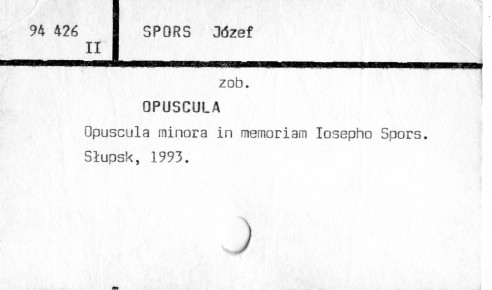 94 426 SPORS Józef
II
zob.
OPUSCULA
Opuscula minora in memoriam Iosepho Spors.
Słupsk, 1993.